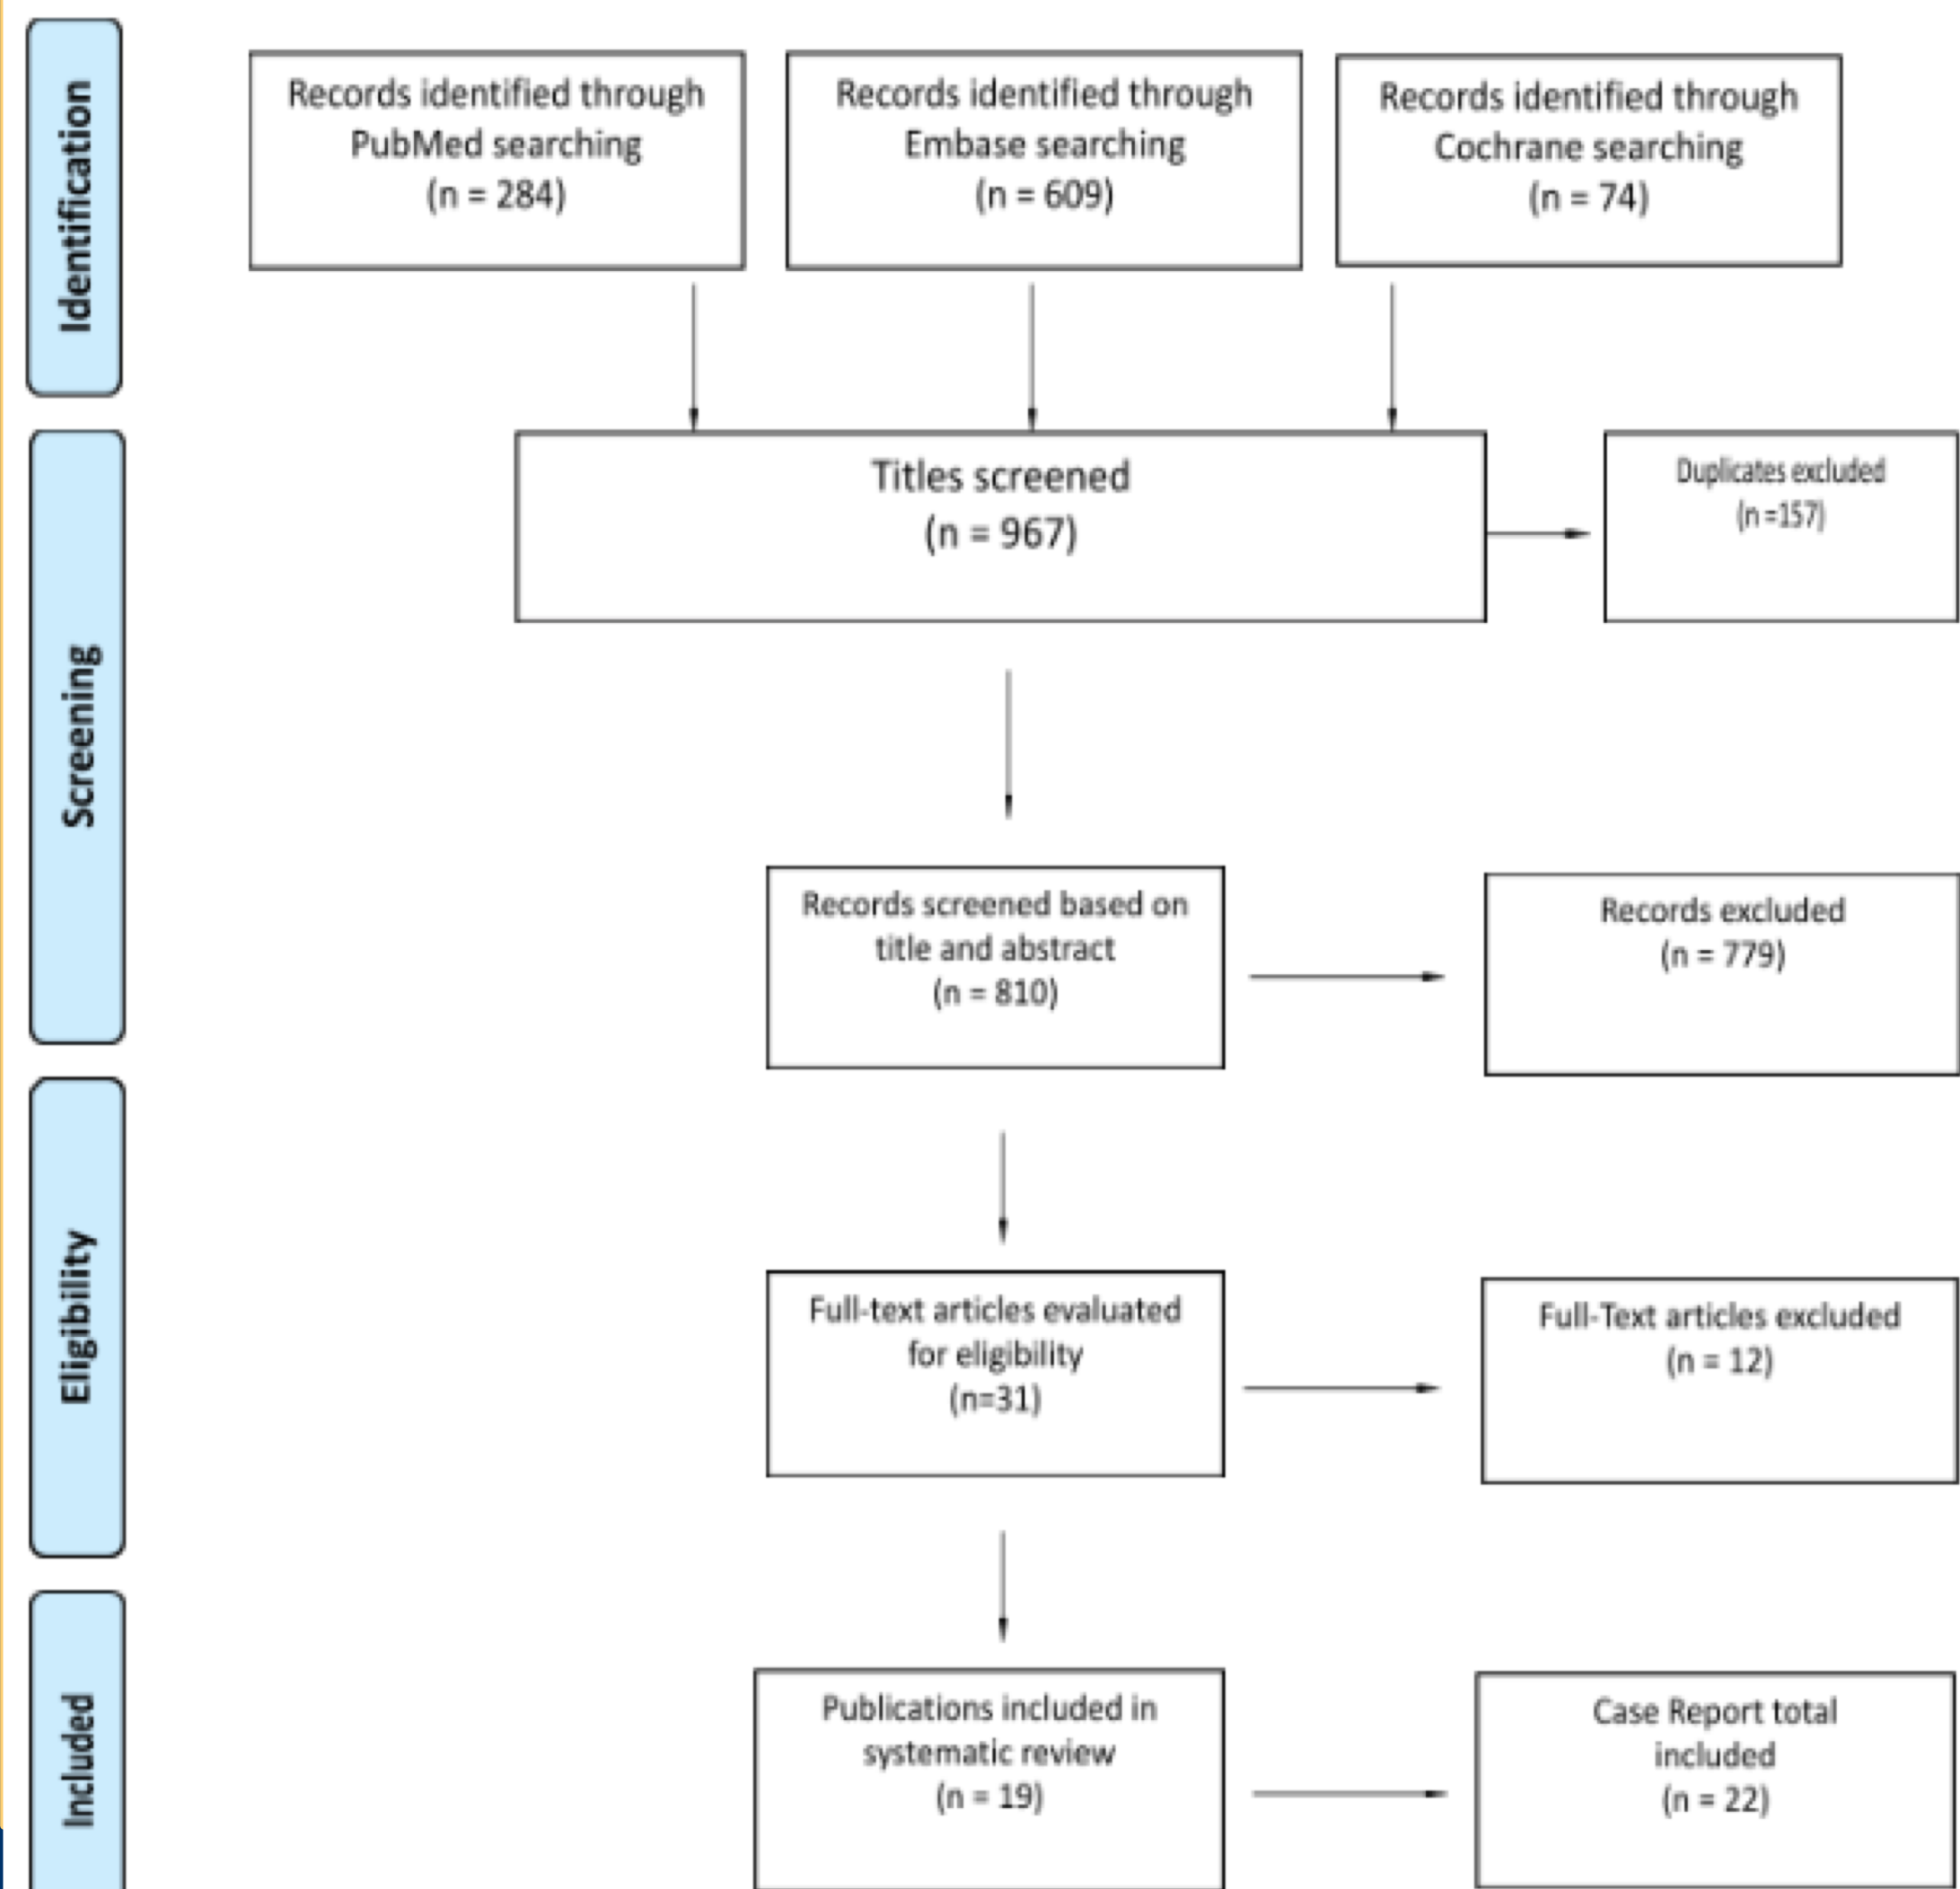 Identification
Records identified through
PubMed searching
(n = 284)
Records identified through
Embase searching
(n = 609)
Records identified through
Cochrane searching
(n = 74)
Screening
Titles screened
(n = 967)
Duplicates excluded
(n =157)
Records screened based on
title and abstract
(n = 810)
Records excluded
(n = 779)
Eligibility
Full-text articles evaluated
for eligibility
(n=31)
Full-Text articles excluded
(n = 12)
Included
Publications included in
systematic review
(n = 19)
Case Report total
included
(n = 22)